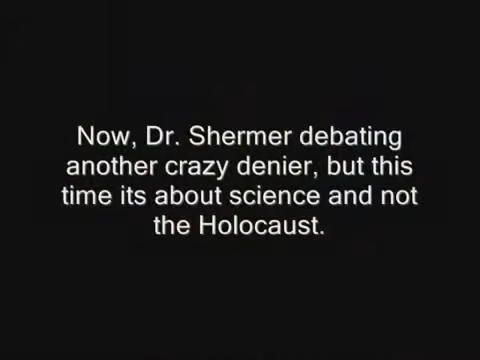 Now, Dr. Shermer debating
another crazy denier, but this
time its about science and not
the Holocaust.